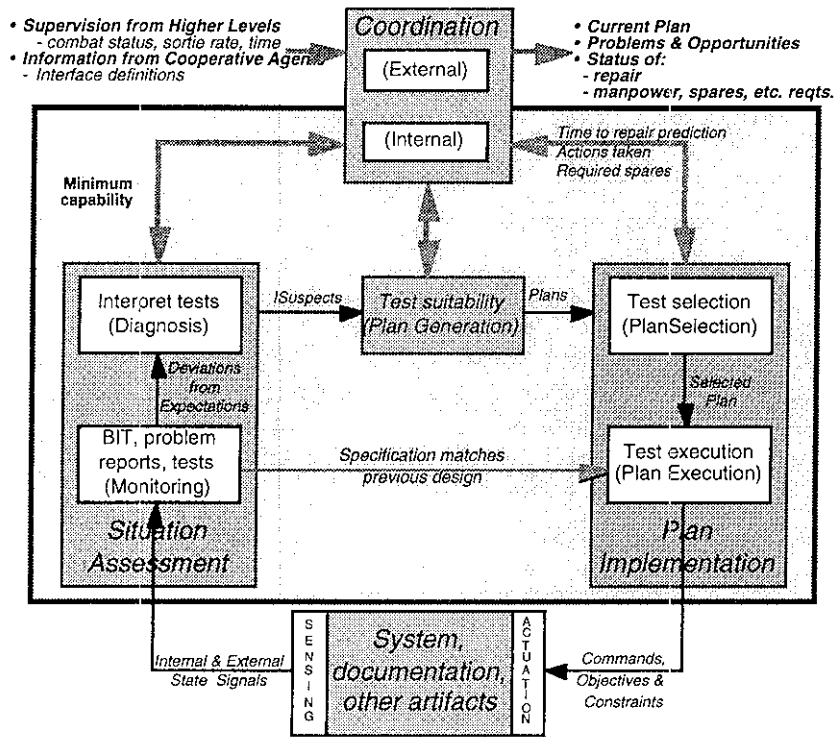 • Supervision from Higher Levels
- combat status, sortie rate, time
• Information from Cooperative Agen
- Interface definitions
Coordination
(External)
(Internal)
• Current Plan
• Problems & Opportunities
• Status of:
- repair
- manpower, spares, etc. reqts.
Time to repair prediction
Actions taken
Required spares
Minimum
capability
Interpret tests
(Diagnosis)
ISuspects
Test suitability
(Plan Generation)
Plans
Test selection
(PlanSelection)
Deviations
from
Expectations
Selected
Plan
BIT, problem
reports, tests
(Monitoring)
Specification matches
previous design
Test execution
(Plan Execution)
Situation
Assessment
Plan
Implementation
Internal & External
State Signals
SENSING
System,
documentation,
other artifacts
ACTUATION
Commands,
Objectives &
Constraints